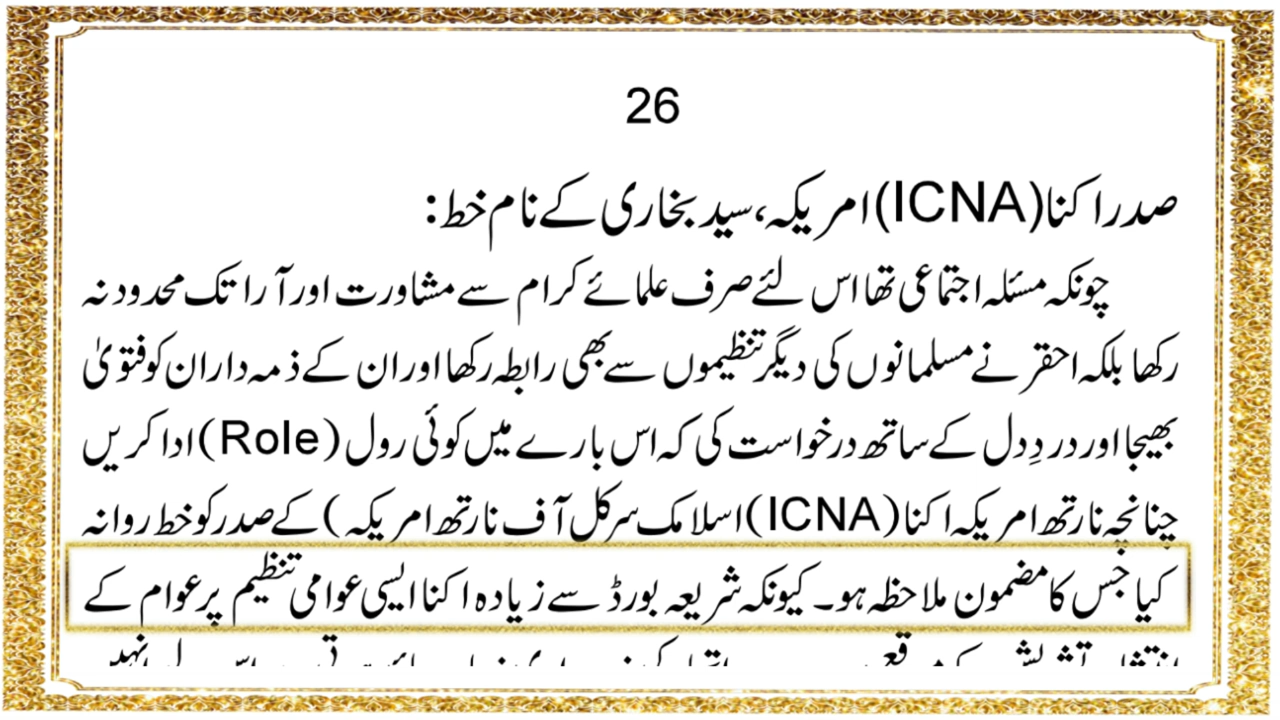 26
صدر اکنا (ICNA) امریکہ، سید بخاری کے نام خط:
چونکہ مسئلہ اجتماعی تھا اس لئے صرف علمائے کرام سے مشاورت اور آرا تک محدود نہ
رکھا بلکہ احقر نے مسلمانوں کی دیگر تنظیموں سے بھی رابطہ رکھا اور ان کے ذمہ داران کو فتویٰ
بھیجا اور دردِ دل کے ساتھ درخواست کی کہ اس بارے میں کوئی رول (Role) ادا کریں
چنانچہ نارتھ امریکہ اکنا (ICNA) اسلامک سرکل آف نارتھ امریکہ) کے صدر کو خط روانہ
کیا جس کا مضمون ملاحظہ ہو۔ کیونکہ شریعہ بورڈ سے زیادہ اکنا ایسی عوامی تنظیم پر عوام کے